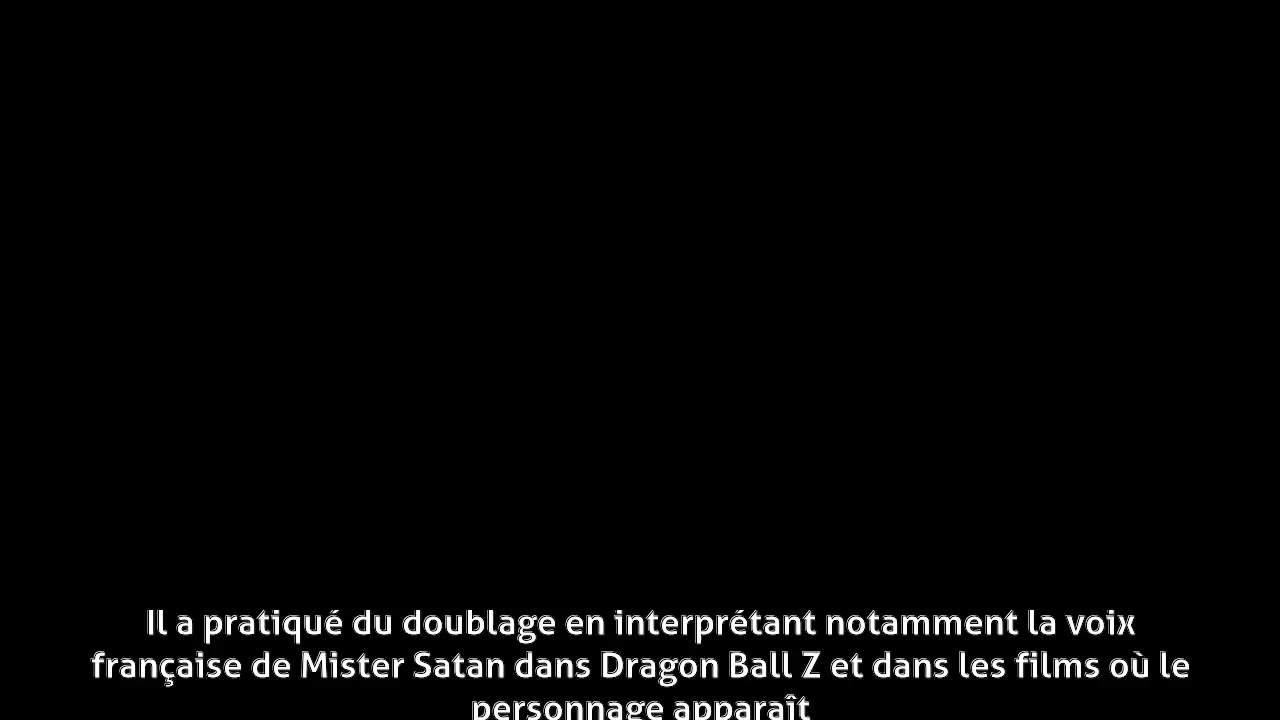 Il a pratiqué du doublage en interprétant notamment la voix
française de Mister Satan dans Dragon Ball Z et dans les films où le
personnage apparaît